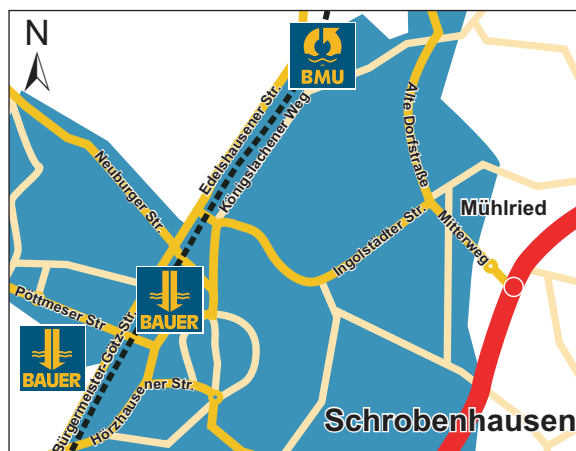 N
BMU
Edelshausener Str.
Königslachener Weg
Alte Dorfstraße
Neuburger Str.
Mühlried
Ingolstädter Str.
Mitterweg
Pöttmeser Str.
BAUER
BAUER
Bürgermeister-Götz-Str.
Hörzhausener Str.
Schrobenhausen